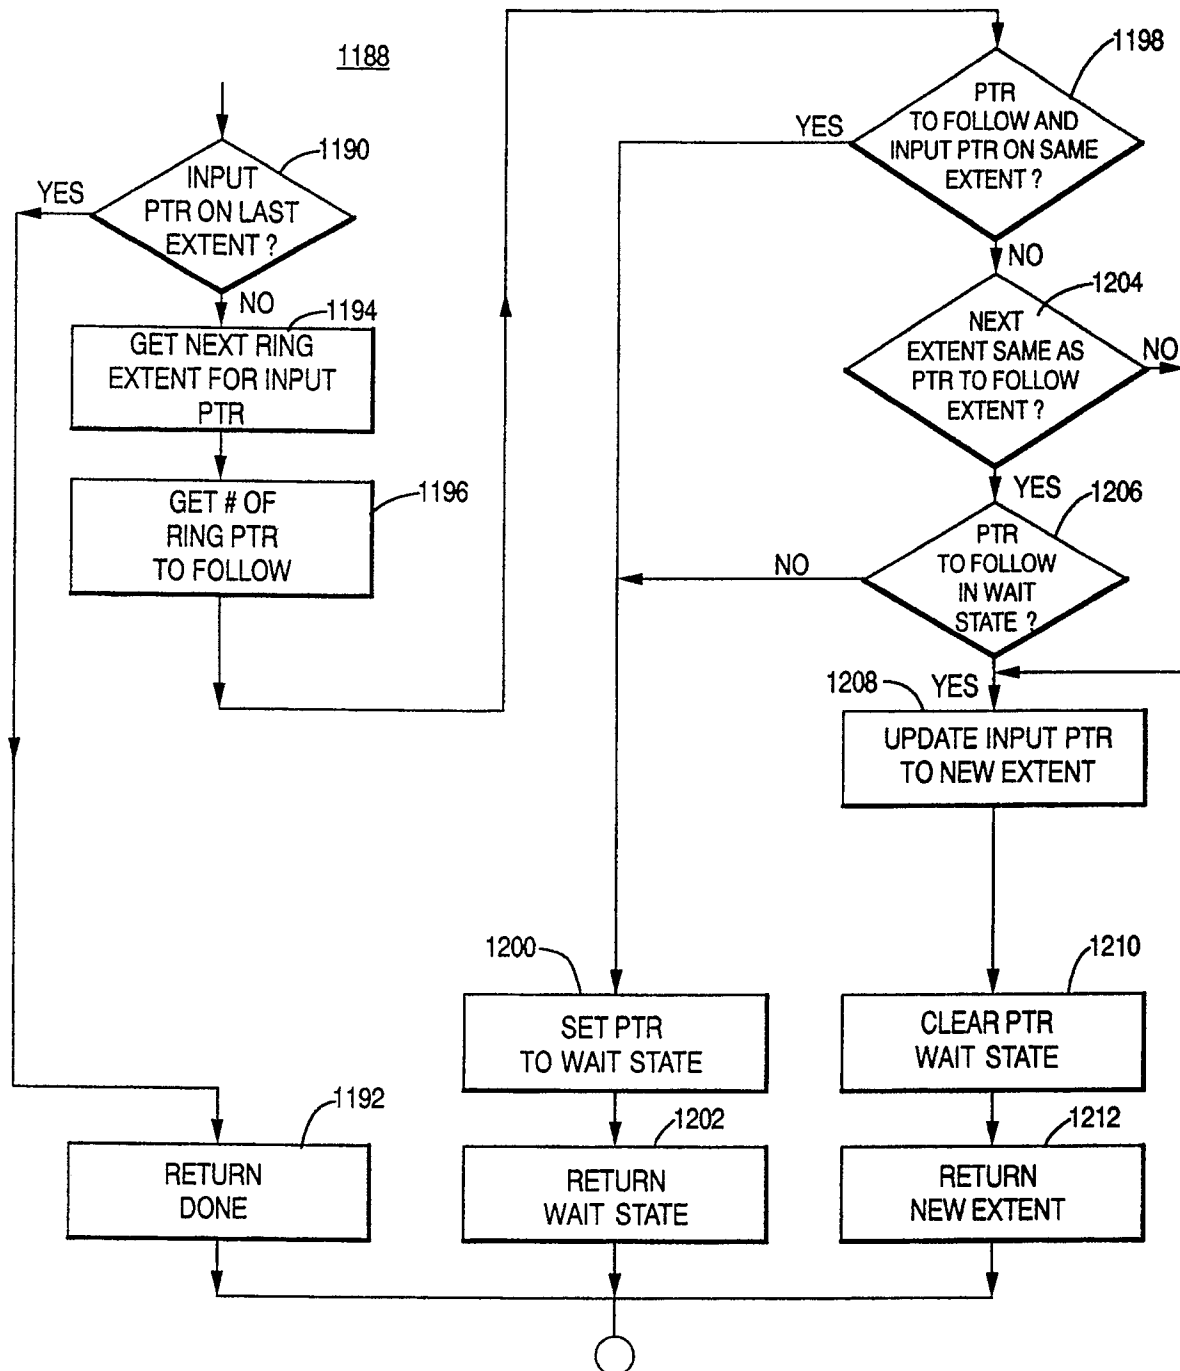 1188
1190
INPUT
PTR ON LAST
EXTENT ?
YES
NO
1194
GET NEXT RING
EXTENT FOR INPUT
PTR
1196
GET # OF
RING PTR
TO FOLLOW
1198
PTR
TO FOLLOW AND
INPUT PTR ON SAME
EXTENT ?
YES
NO
1204
NEXT
EXTENT SAME AS
PTR TO FOLLOW
EXTENT ?
NO
YES
1206
PTR
TO FOLLOW
IN WAIT
STATE ?
NO
YES
1208
UPDATE INPUT PTR
TO NEW EXTENT
1200
SET PTR
TO WAIT STATE
1210
CLEAR PTR
WAIT STATE
1192
RETURN
DONE
1202
RETURN
WAIT STATE
1212
RETURN
NEW EXTENT